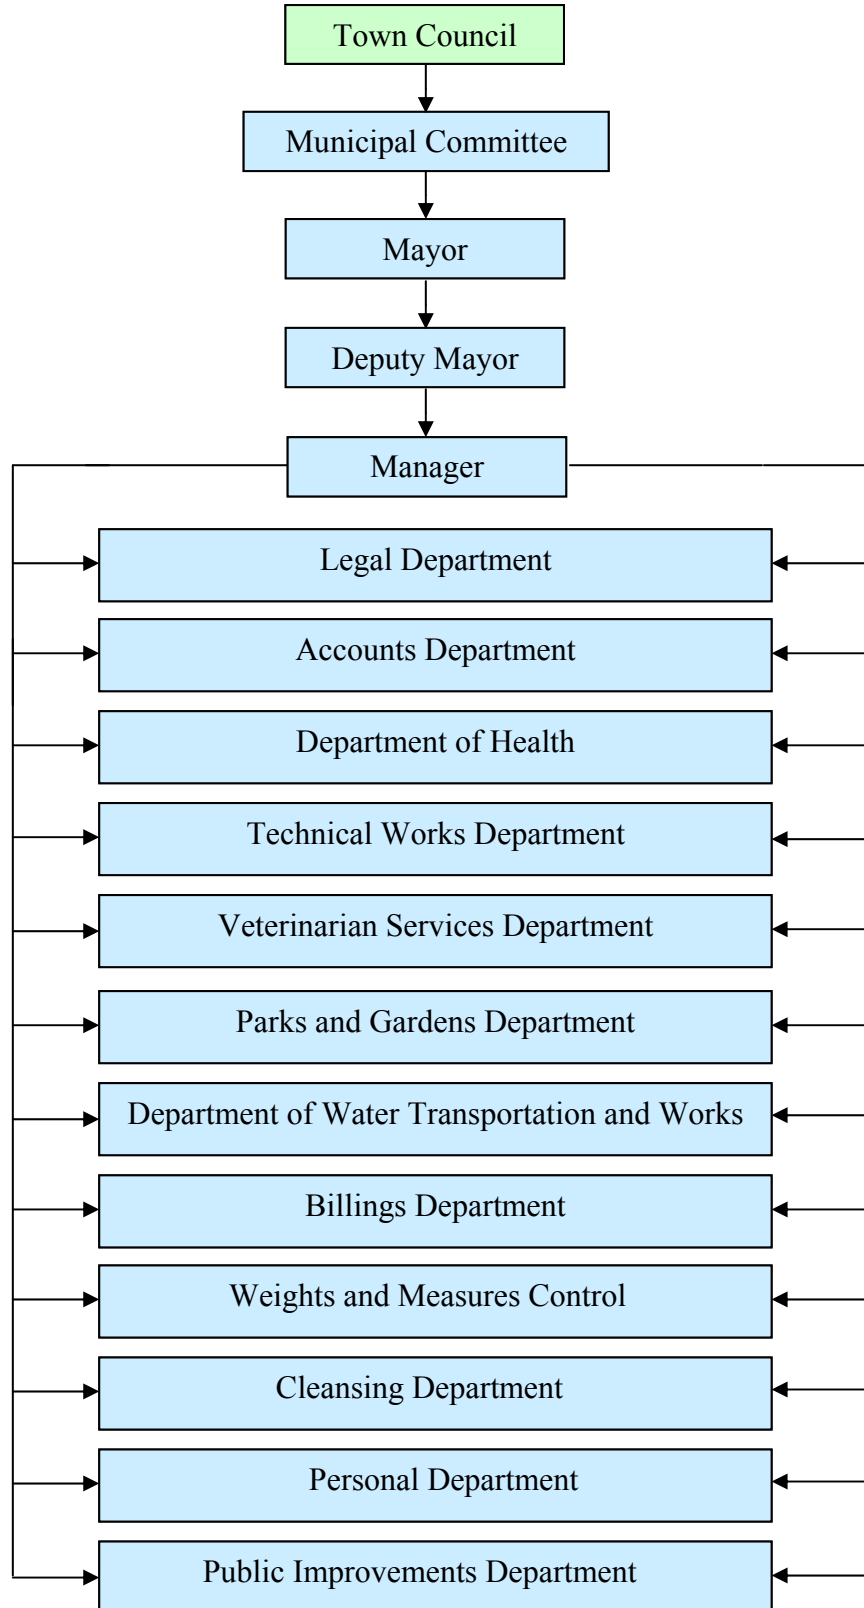 Town Council
Municipal Committee
Mayor
Deputy Mayor
Manager
Legal Department
Accounts Department
Department of Health
Technical Works Department
Veterinarian Services Department
Parks and Gardens Department
Department of Water Transportation and Works
Billings Department
Weights and Measures Control
Cleansing Department
Personal Department
Public Improvements Department